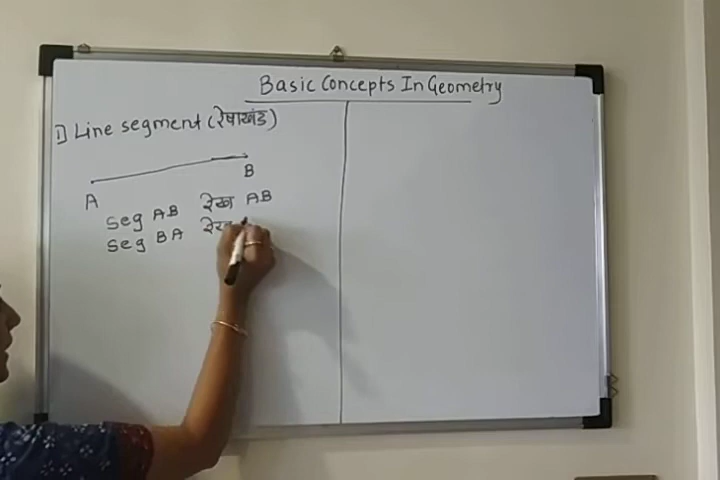 Basic Concepts In Geometry
1) Line segment (रेषाखंड)
A B
seg AB रेख AB
seg BA